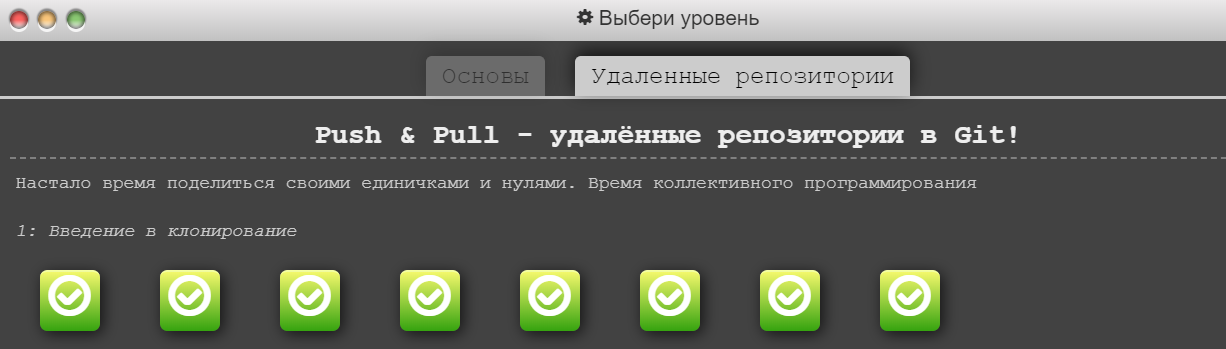 Выбери уровень
Основы
Удаленные репозитории
Push & Pull - удалённые репозитории в Git!
Настало время поделиться своими единичками и нулями. Время коллективного программирования
1: Введение в клонирование